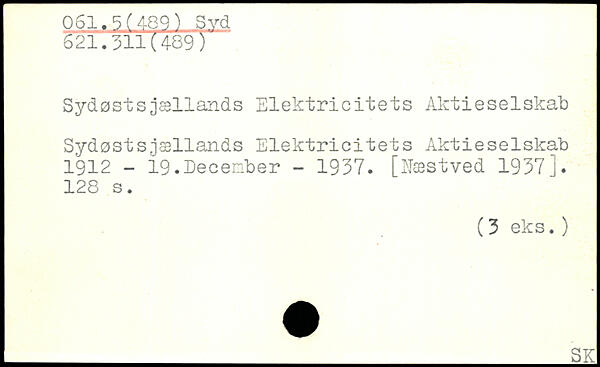 061.5(489) Syd
621.311(489)
Sydøstsjællands Elektricitets Aktieselskab
Sydøstsjællands Elektricitets Aktieselskab
1912 - 19.December - 1937. [Næstved 1937].
128 s.
(3 eks.)
SK